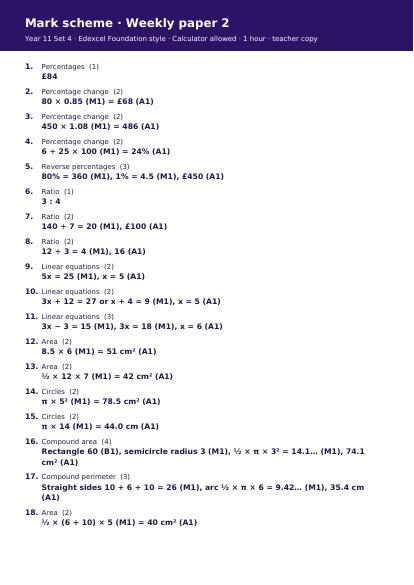 Mark scheme · Weekly paper 2
Year 11 Set 4 · Edexcel Foundation style · Calculator allowed · 1 hour · teacher copy
1. Percentages (1)
£84
2. Percentage change (2)
80 × 0.85 (M1) = £68 (A1)
3. Percentage change (2)
450 × 1.08 (M1) = 486 (A1)
4. Percentage change (2)
6 ÷ 25 × 100 (M1) = 24% (A1)
5. Reverse percentages (3)
80% = 360 (M1), 1% = 4.5 (M1), £450 (A1)
6. Ratio (1)
3 : 4
7. Ratio (2)
140 ÷ 7 = 20 (M1), £100 (A1)
8. Ratio (2)
12 ÷ 3 = 4 (M1), 16 (A1)
9. Linear equations (2)
5x = 25 (M1), x = 5 (A1)
10. Linear equations (2)
3x + 12 = 27 or x + 4 = 9 (M1), x = 5 (A1)
11. Linear equations (3)
3x − 3 = 15 (M1), 3x = 18 (M1), x = 6 (A1)
12. Area (2)
8.5 × 6 (M1) = 51 cm² (A1)
13. Area (2)
½ × 12 × 7 (M1) = 42 cm² (A1)
14. Circles (2)
π × 5² (M1) = 78.5 cm² (A1)
15. Circles (2)
π × 14 (M1) = 44.0 cm (A1)
16. Compound area (4)
Rectangle 60 (B1), semicircle radius 3 (M1), ½ × π × 3² = 14.1… (M1), 74.1
cm² (A1)
17. Compound perimeter (3)
Straight sides 10 + 6 + 10 = 26 (M1), arc ½ × π × 6 = 9.42… (M1), 35.4 cm
(A1)
18. Area (2)
½ × (6 + 10) × 5 (M1) = 40 cm² (A1)